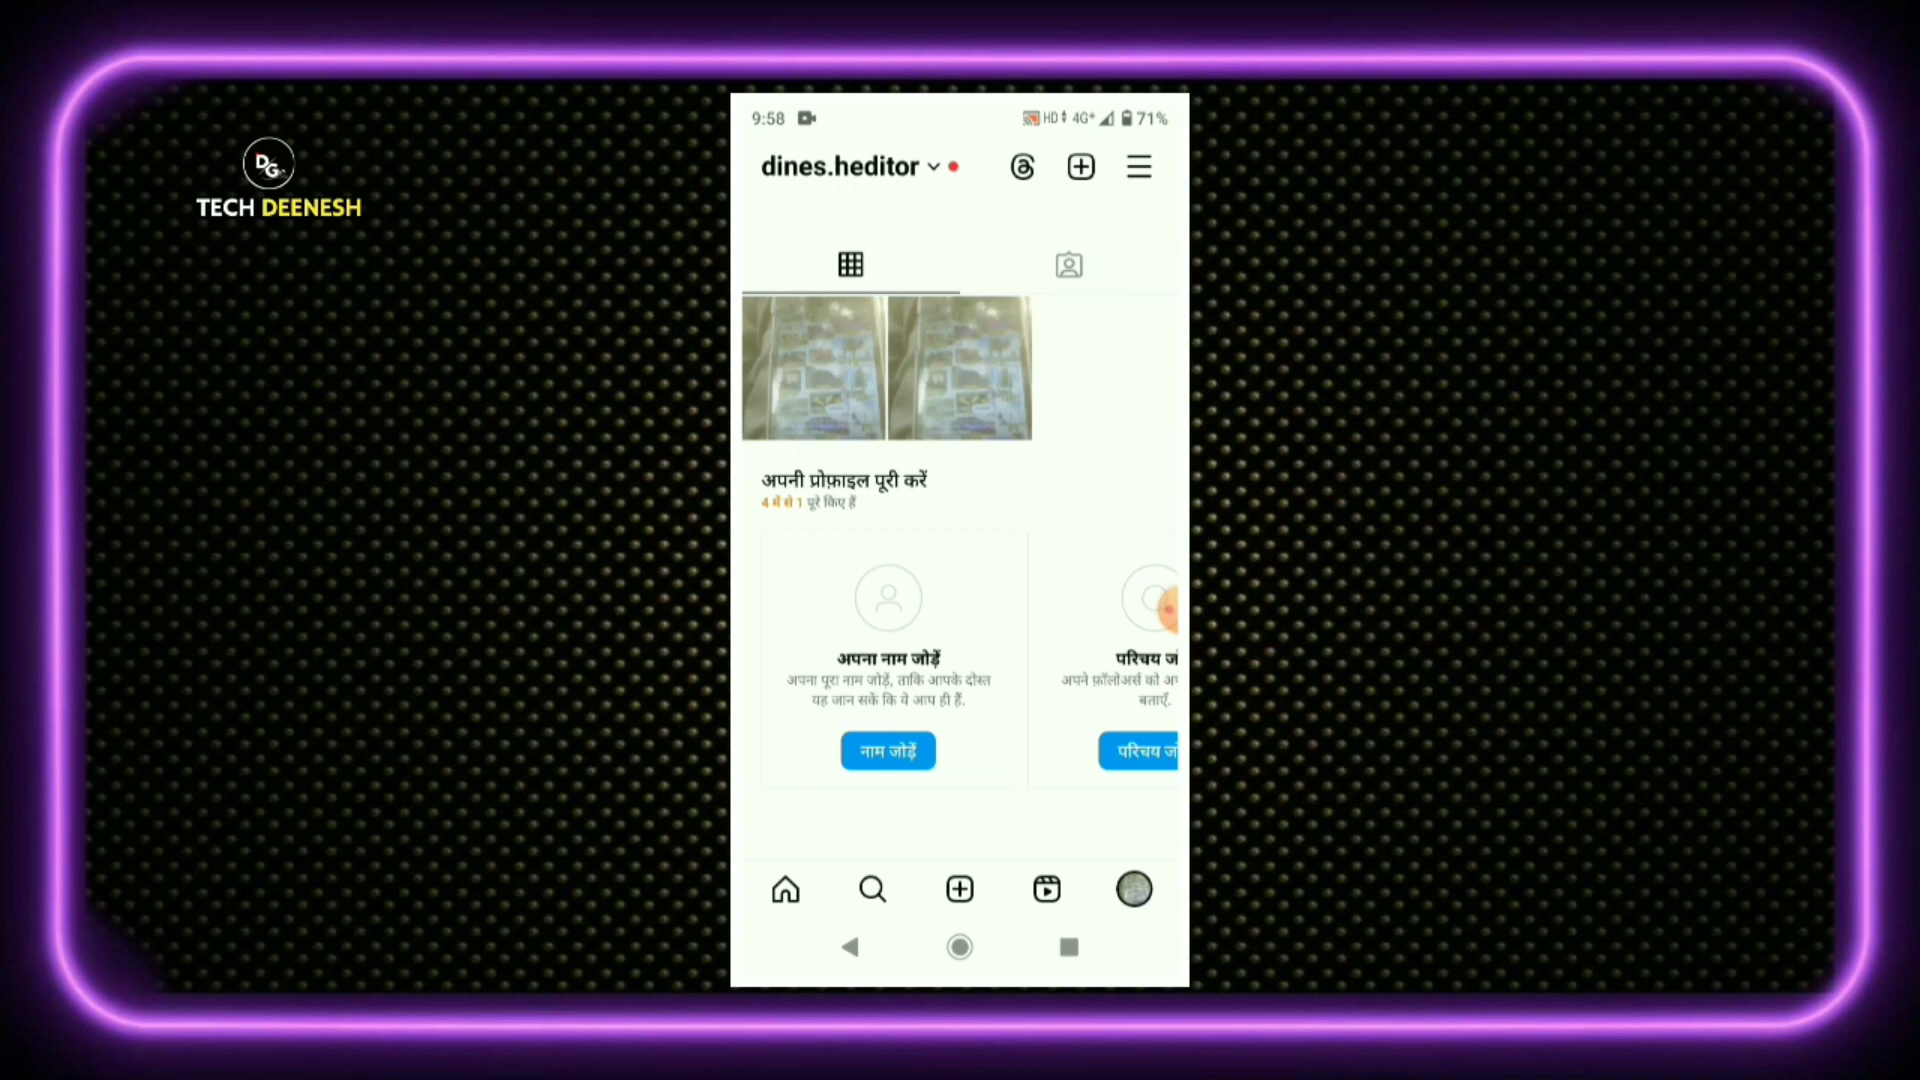 9:58 HD 4G+ 71%
dines.heditor
DG
TECH DEENESH
अपनी प्रोफ़ाइल पूरी करें
4 में से 1 पूरे किए हैं
अपना नाम जोड़ें
अपना पूरा नाम जोड़ें, ताकि आपके दोस्त
यह जान सकें कि ये आप ही हैं.
नाम जोड़ें
परिचय
अपने फ़ॉलोअर्स को
बताएँ.
परिचय